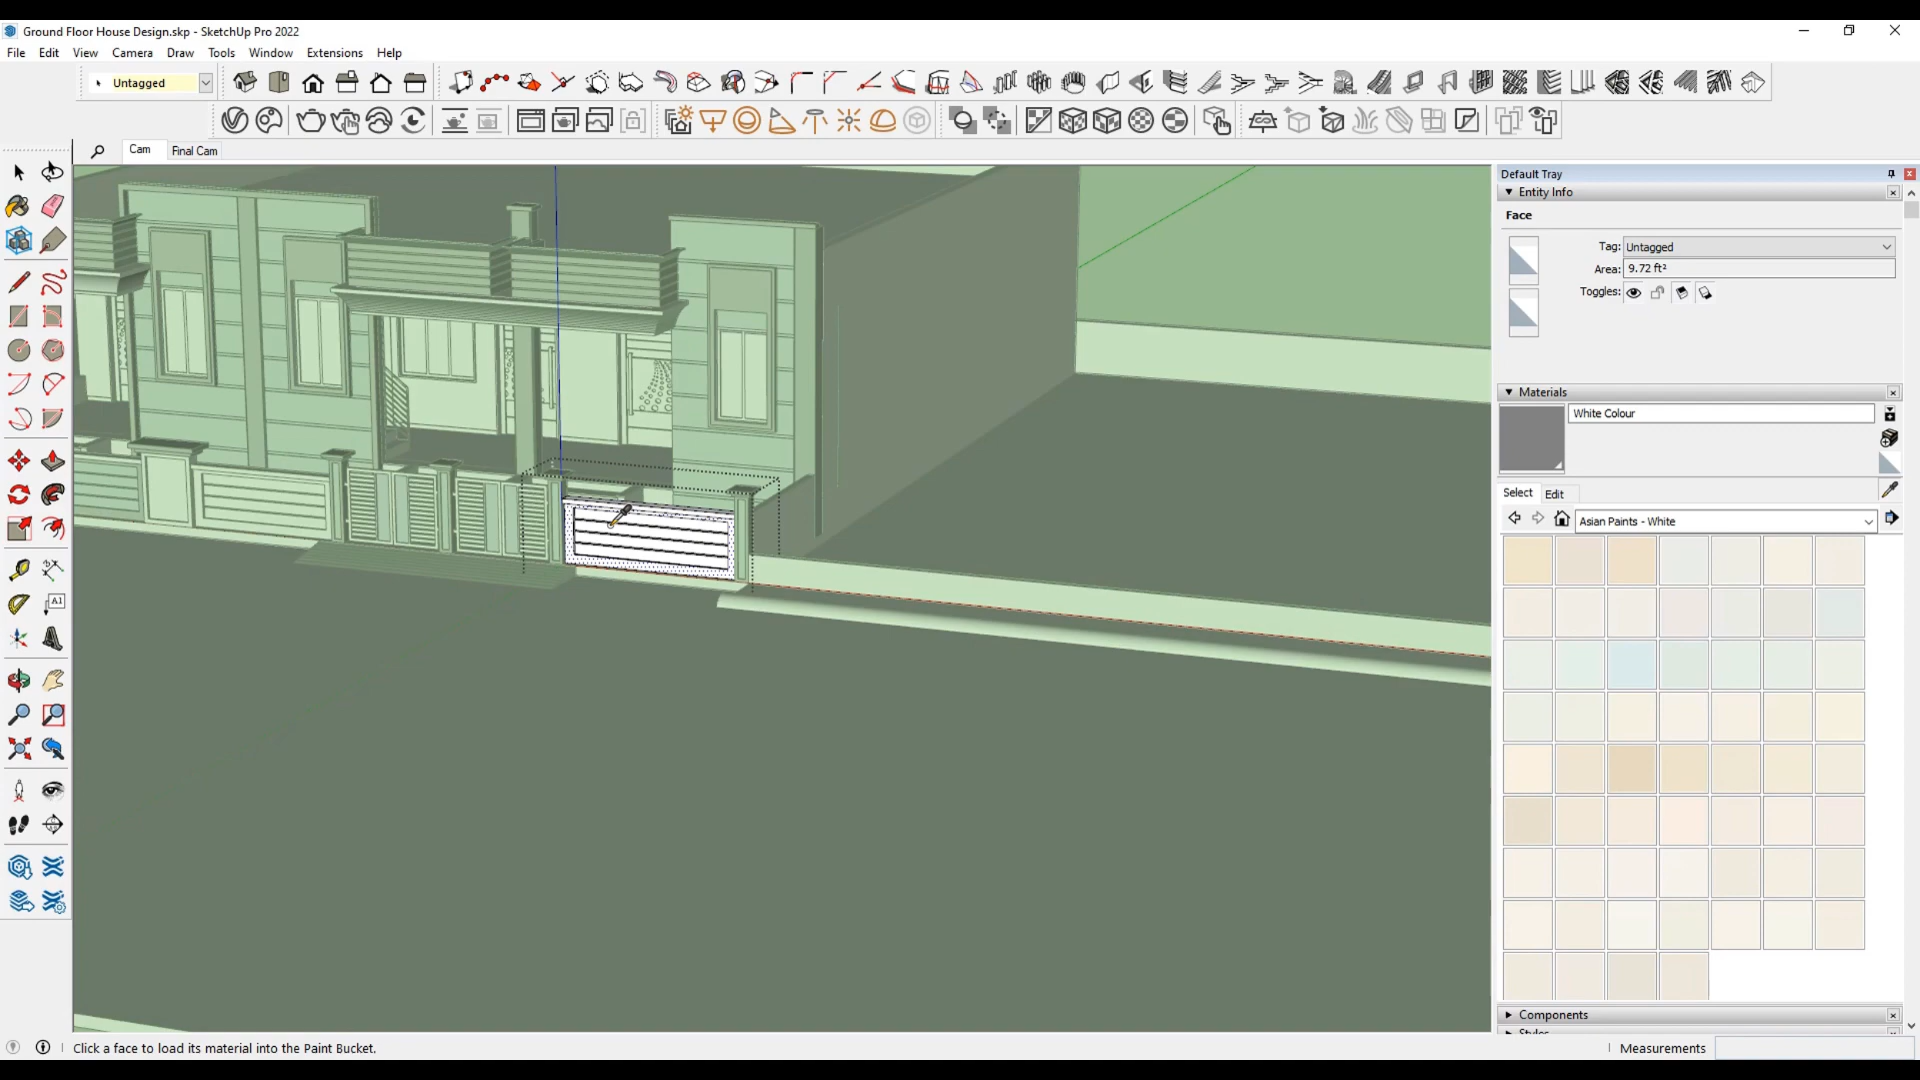 Ground Floor House Design.skp - SketchUp Pro 2022
File Edit View Camera Draw Tools Window Extensions Help
Untagged
Cam Final Cam
Default Tray
Entity Info
Face
Tag: Untagged
Area: 9.72 ft²
Toggles:
Materials
White Colour
Select Edit
Asian Paints - White
Components
Styles
A1
Click a face to load its material into the Paint Bucket.
Measurements